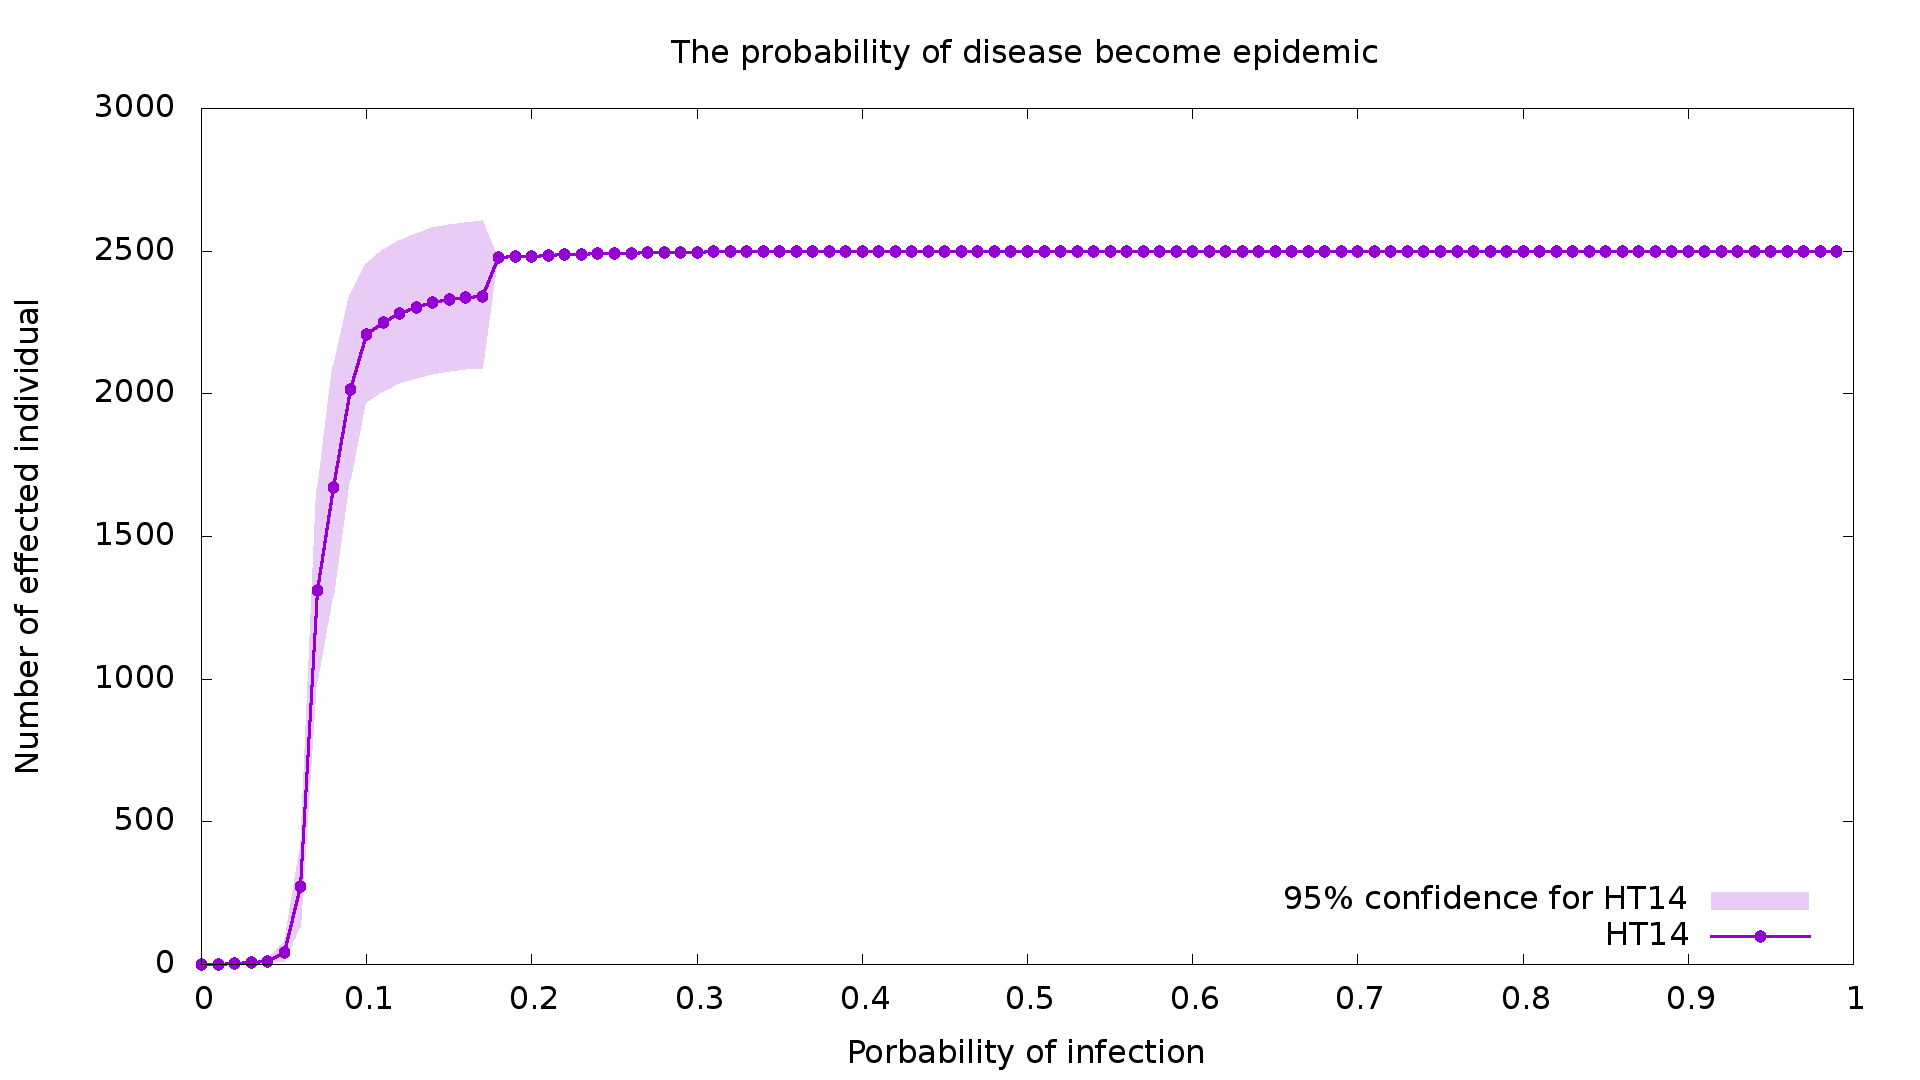 The probability of disease become epidemic
3000
2500
2000
1500
1000
500
0
Number of effected individual
95% confidence for HT14
HT14
0 0.1 0.2 0.3 0.4 0.5 0.6 0.7 0.8 0.9 1
Porbability of infection